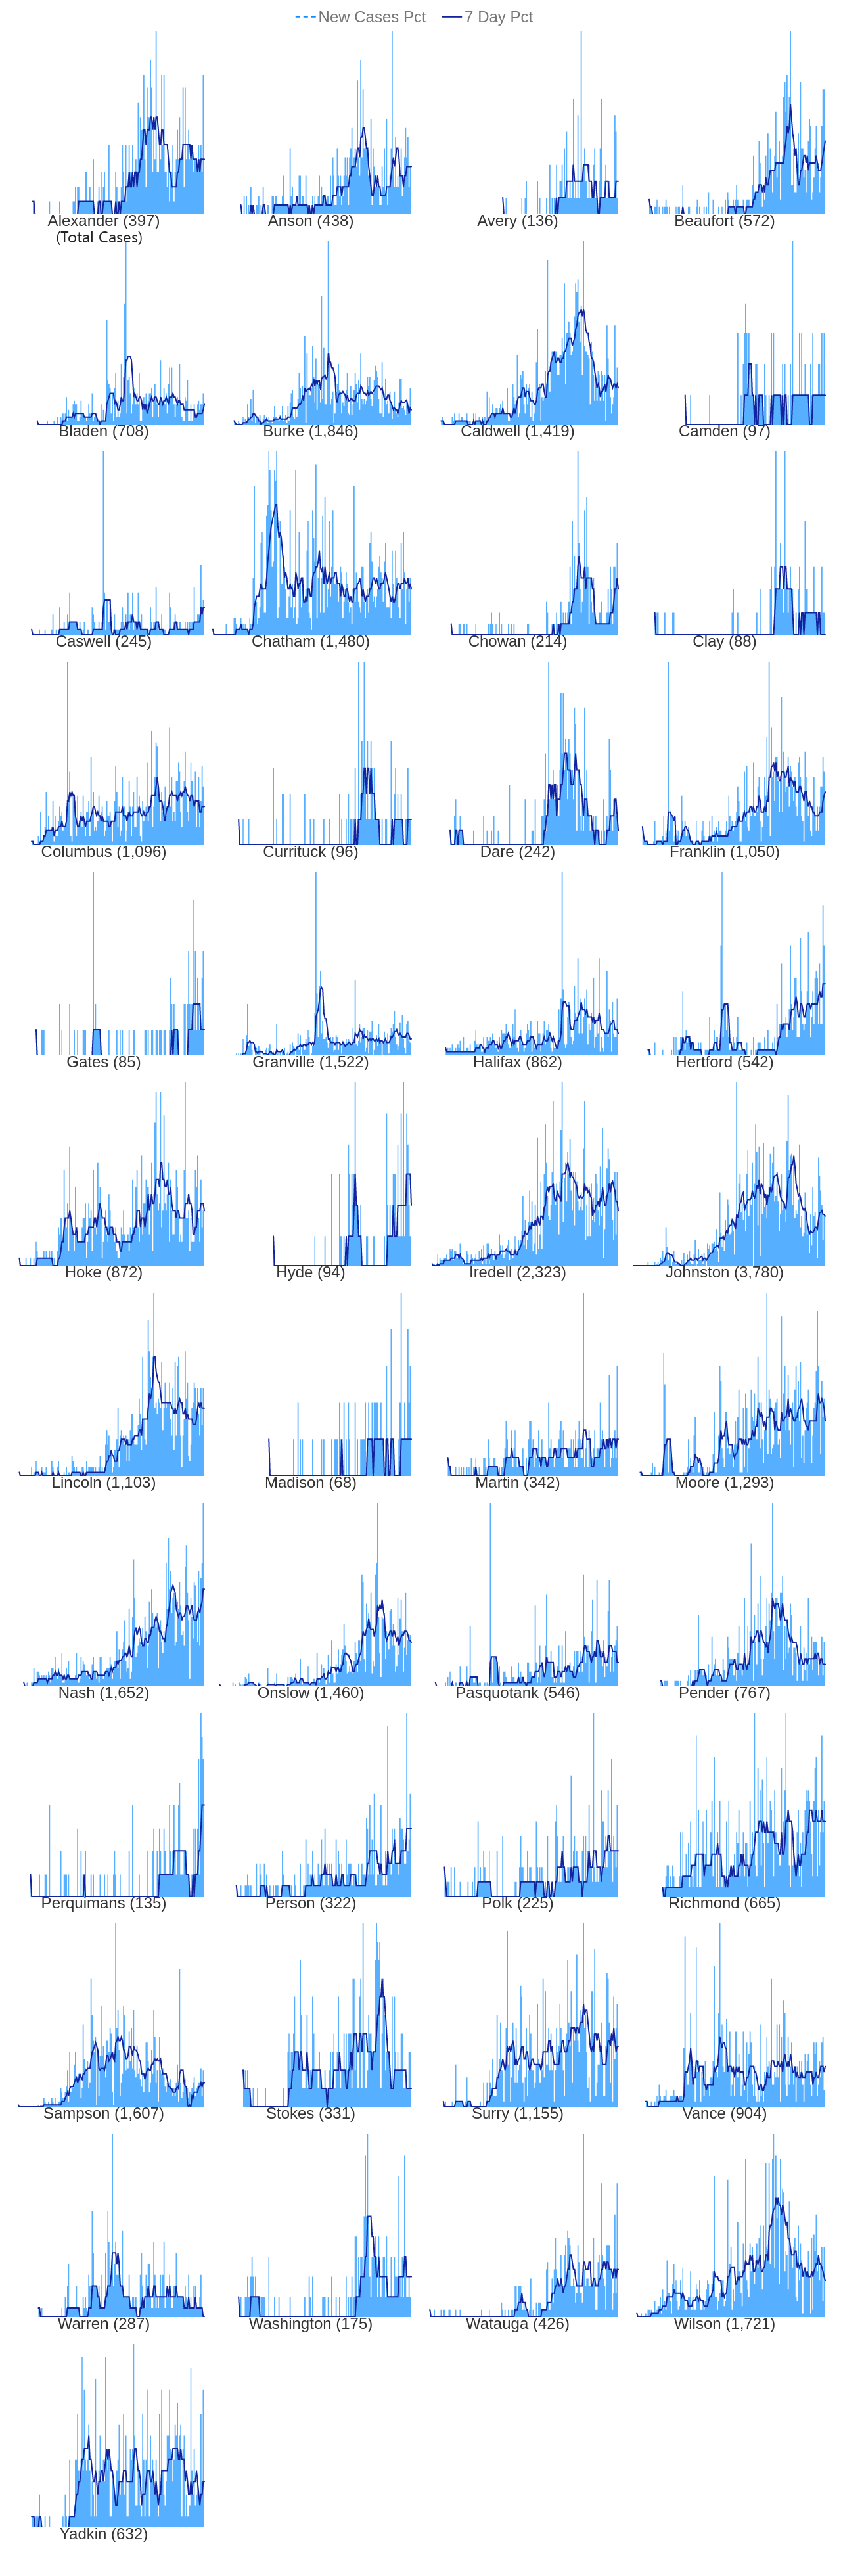 New Cases Pct 7 Day Pct
Alexander (397) Anson (438) Avery (136) Beaufort (572)
(Total Cases)
Bladen (708) Burke (1,846) Caldwell (1,419) Camden (97)
Caswell (245) Chatham (1,480) Chowan (214) Clay (88)
Columbus (1,096) Currituck (96) Dare (242) Franklin (1,050)
Gates (85) Granville (1,522) Halifax (862) Hertford (542)
Hoke (872) Hyde (94) Iredell (2,323) Johnston (3,780)
Lincoln (1,103) Madison (68) Martin (342) Moore (1,293)
Nash (1,652) Onslow (1,460) Pasquotank (546) Pender (767)
Perquimans (135) Person (322) Polk (225) Richmond (665)
Sampson (1,607) Stokes (331) Surry (1,155) Vance (904)
Warren (287) Washington (175) Watauga (426) Wilson (1,721)
Yadkin (632)